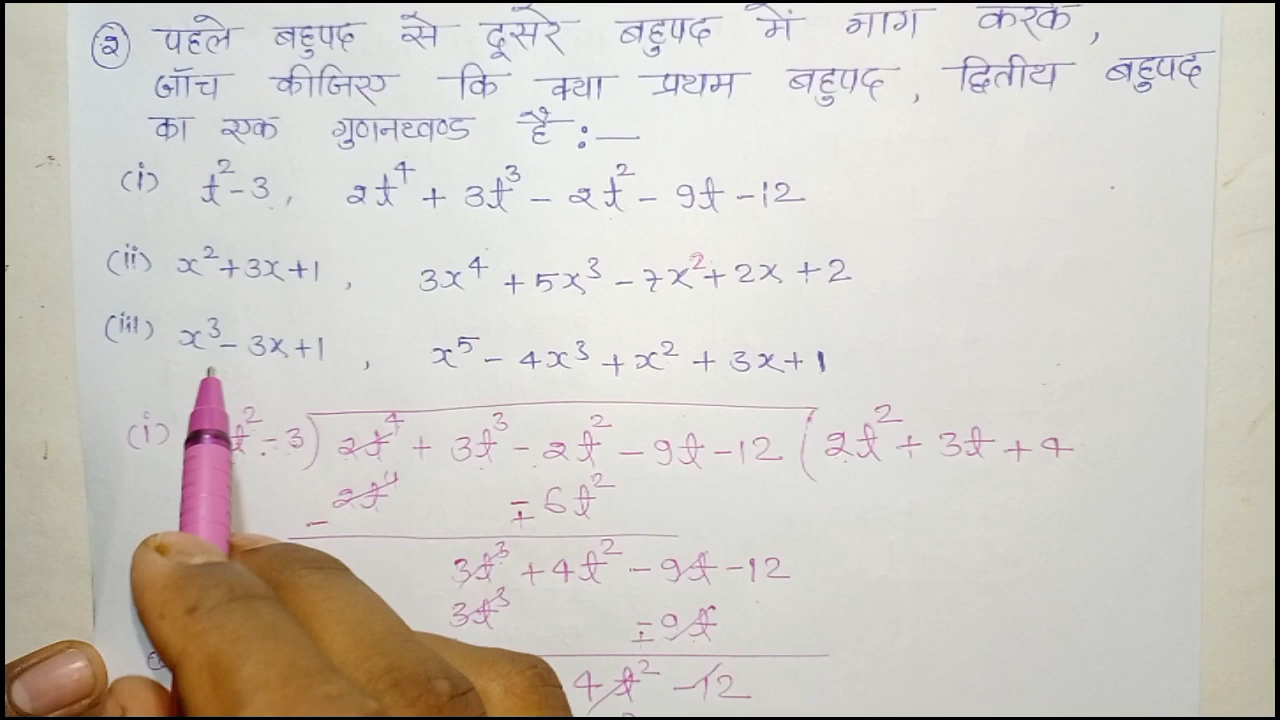 २ पहले बहुपद से दूसरे बहुपद में भाग करके,
जाँच कीजिए कि क्या प्रथम बहुपद, द्वितीय बहुपद
का एक गुणनखण्ड है :—
(i) t² - 3, 2t⁴ + 3t³ - 2t² - 9t - 12
(ii) x² + 3x + 1, 3x⁴ + 5x³ - 7x² + 2x + 2
(iii) x³ - 3x + 1, x⁵ - 4x³ + x² + 3x + 1
(i) t² - 3) 2t⁴ + 3t³ - 2t² - 9t - 12 (2t² + 3t + 4
- 2t⁴ ∓ 6t²
3t³ + 4t² - 9t - 12
3t³ ∓ 9t
4t² - 12